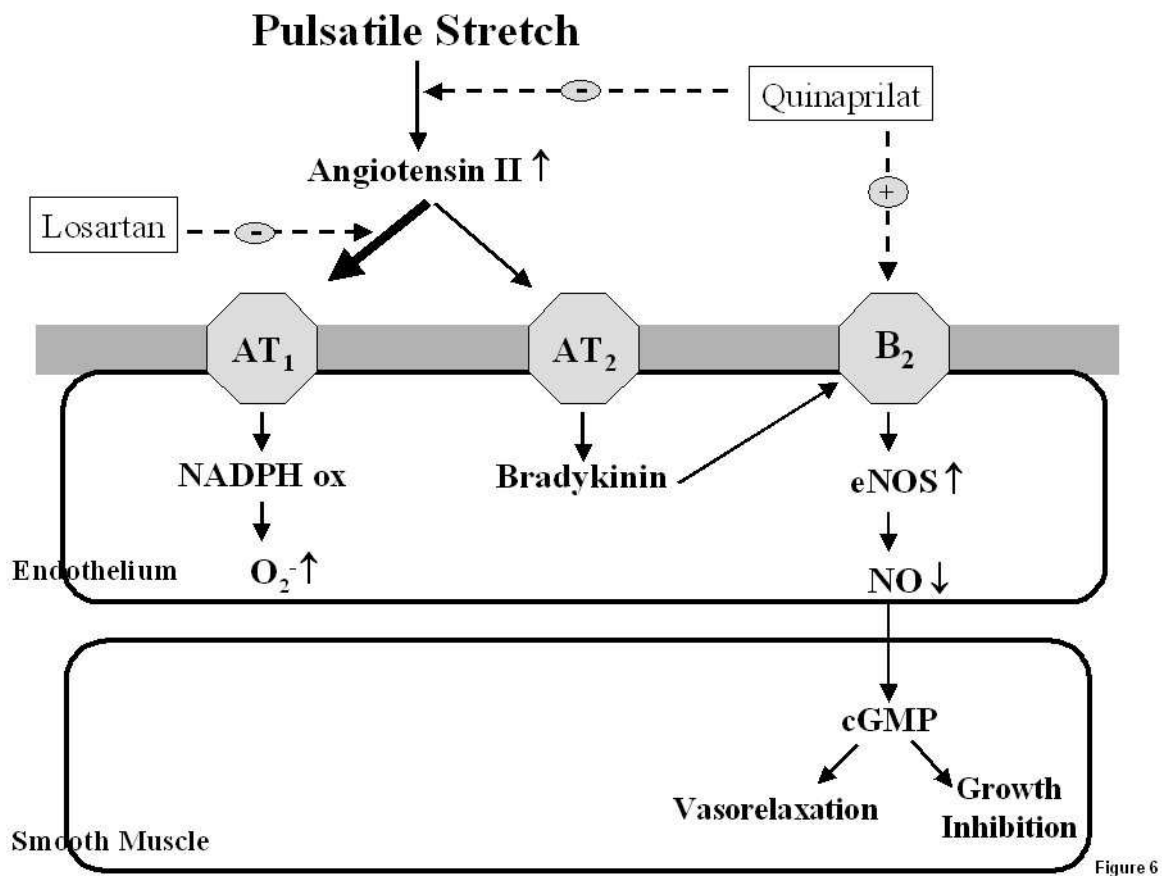 Pulsatile Stretch
-
Quinaprilat
Angiotensin II ↑
+
Losartan
-
AT₁
AT₂
B₂
NADPH ox
Bradykinin
eNOS ↑
Endothelium
O₂⁻↑
NO ↓
cGMP
Vasorelaxation
Growth
Inhibition
Smooth Muscle
Figure 6